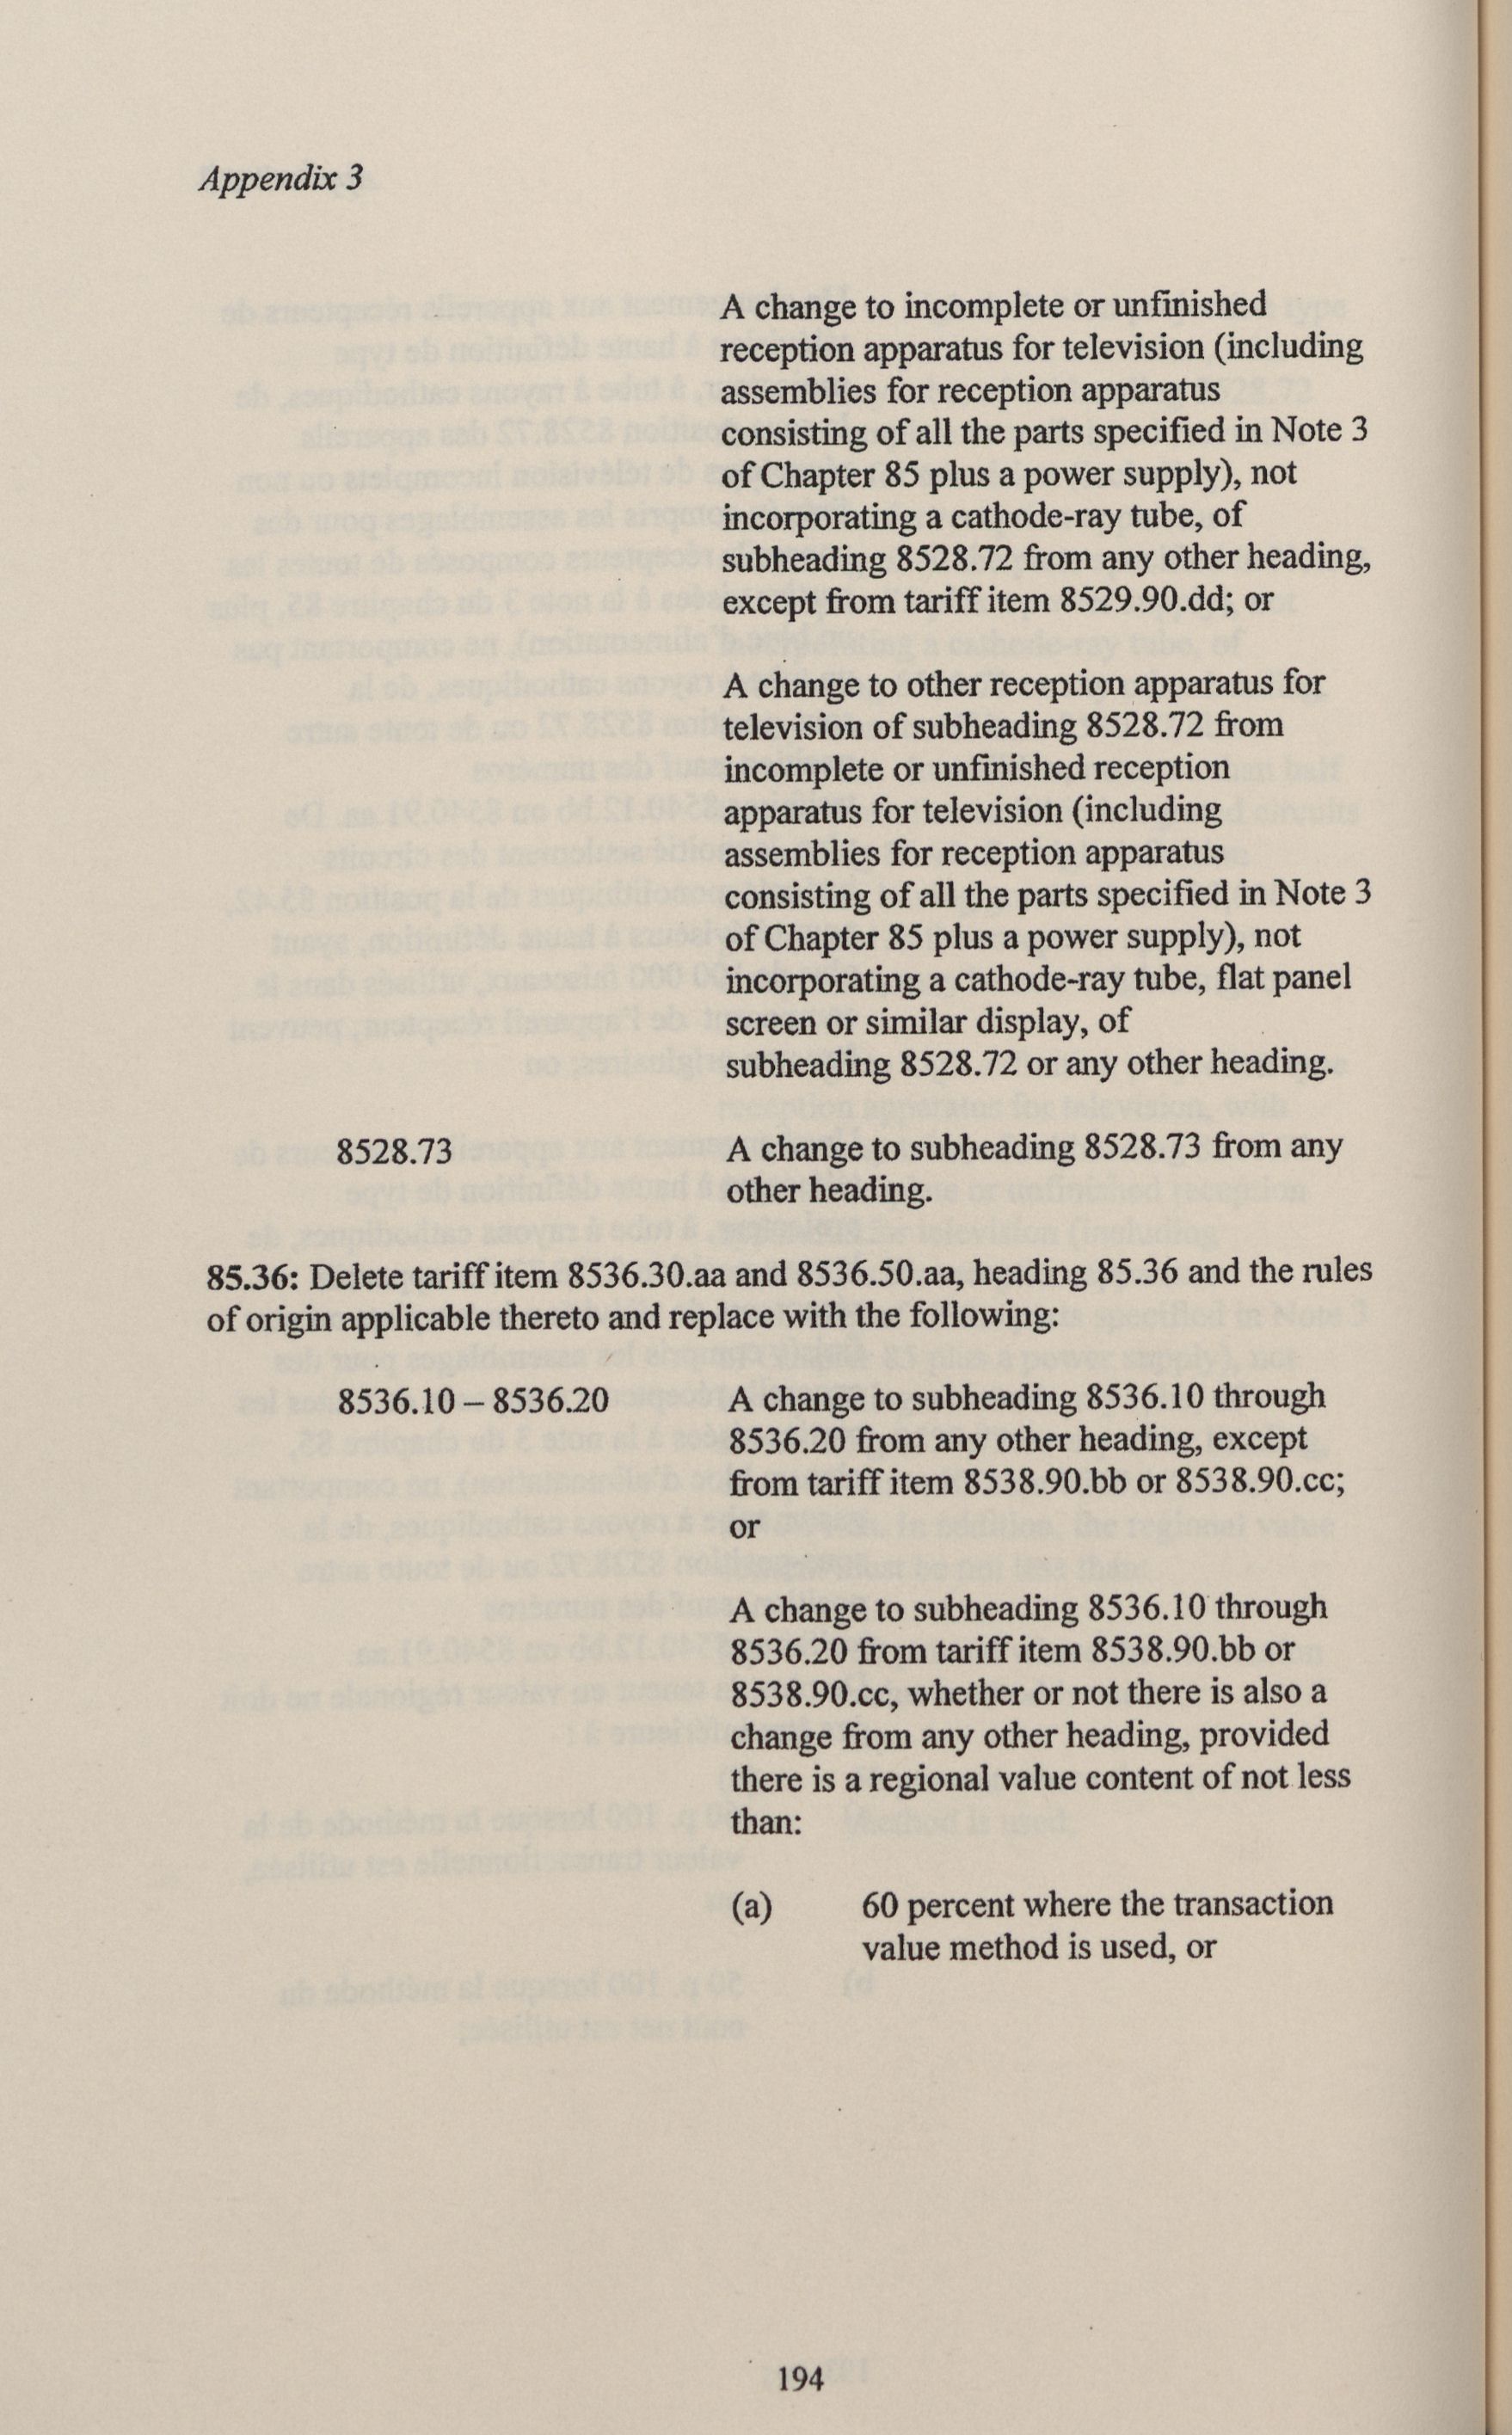 Appendix 3
A change to incomplete or unfinished
reception apparatus for television (including
assemblies for reception apparatus
consisting of all the parts specified in Note 3
of Chapter 85 plus a power supply), not
incorporating a cathode-ray tube, of
subheading 8528.72 from any other heading,
except from tariff item 8529.90.dd; or
A change to other reception apparatus for
television of subheading 8528.72 from
incomplete or unfinished reception
apparatus for television (including
assemblies for reception apparatus
consisting of all the parts specified in Note 3
of Chapter 85 plus a power supply), not
incorporating a cathode-ray tube, flat panel
screen or similar display, of
subheading 8528.72 or any other heading.
8528.73 A change to subheading 8528.73 from any
other heading.
85.36: Delete tariff item 8536.30.aa and 8536.50.aa, heading 85.36 and the rules
of origin applicable thereto and replace with the following:
8536.10 – 8536.20 A change to subheading 8536.10 through
8536.20 from any other heading, except
from tariff item 8538.90.bb or 8538.90.cc;
or
A change to subheading 8536.10 through
8536.20 from tariff item 8538.90.bb or
8538.90.cc, whether or not there is also a
change from any other heading, provided
there is a regional value content of not less
than:
(a) 60 percent where the transaction
value method is used, or
194